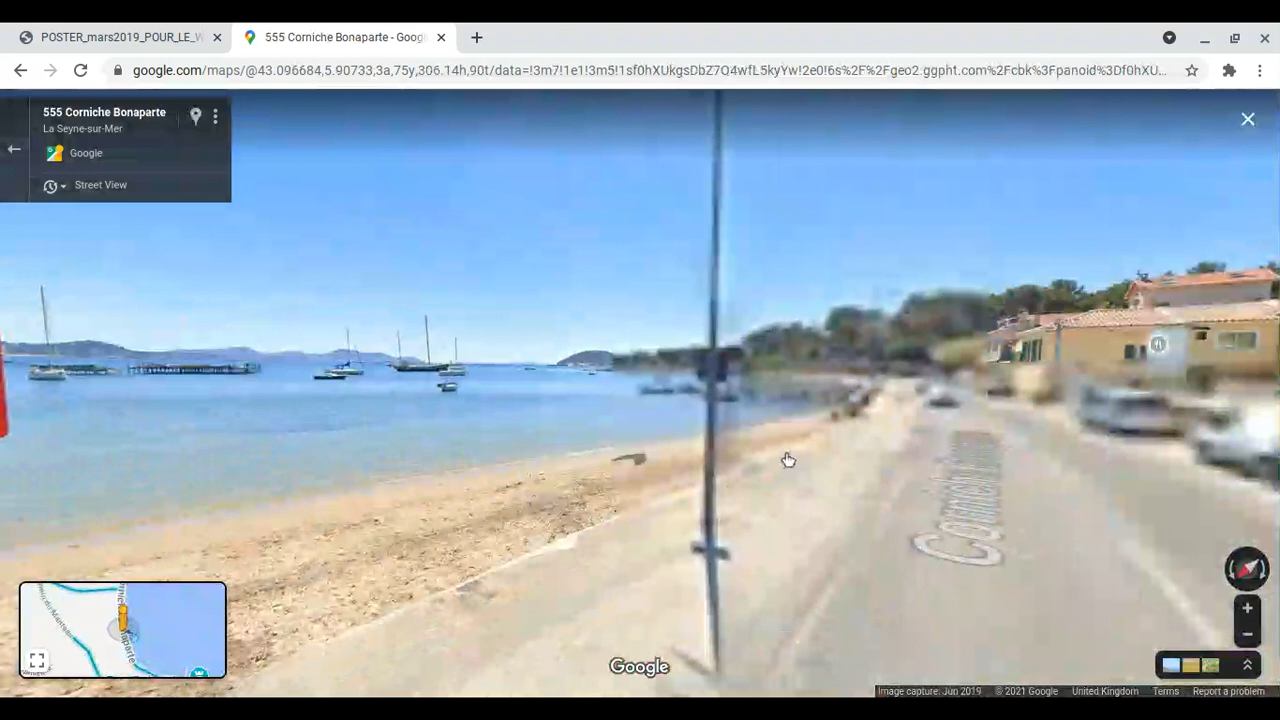 POSTER_mars2019_POUR_LE_W
555 Corniche Bonaparte - Goog
google.com/maps/@43.096684,5.90733,3a,75y,306.14h,90t/data=!3m7!1e1!3m5!1sf0hXUkgsDbZ7Q4wfL5kyYw!2e0!6s%2F%2Fgeo2.ggpht.com%2Fcbk%3Fpanoid%3Df0hXU...
555 Corniche Bonaparte
La Seyne-sur-Mer
Google
Street View
Google
Image capture: Jun 2019 © 2021 Google United Kingdom Terms Report a problem